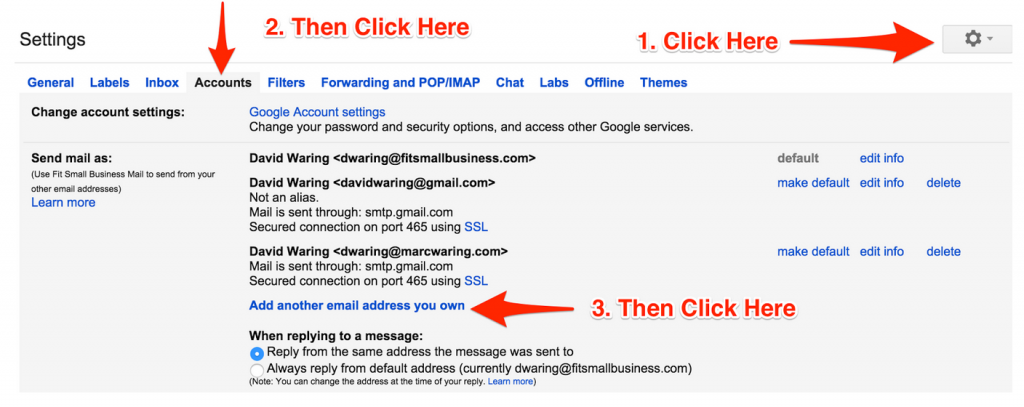 2. Then Click Here
Settings
1. Click Here
General Labels Inbox Accounts Filters Forwarding and POP/IMAP Chat Labs Offline Themes
Change account settings:
Google Account settings
Change your password and security options, and access other Google services.
Send mail as:
(Use Fit Small Business Mail to send from your
other email addresses)
Learn more
David Waring <dwaring@fitsmallbusiness.com> default edit info
David Waring <davidwaring@gmail.com> make default edit info delete
Not an alias.
Mail is sent through: smtp.gmail.com
Secured connection on port 465 using SSL
David Waring <dwaring@marcwaring.com> make default edit info delete
Mail is sent through: smtp.gmail.com
Secured connection on port 465 using SSL
Add another email address you own
3. Then Click Here
When replying to a message:
Reply from the same address the message was sent to
Always reply from default address (currently dwaring@fitsmallbusiness.com)
(Note: You can change the address at the time of your reply. Learn more)